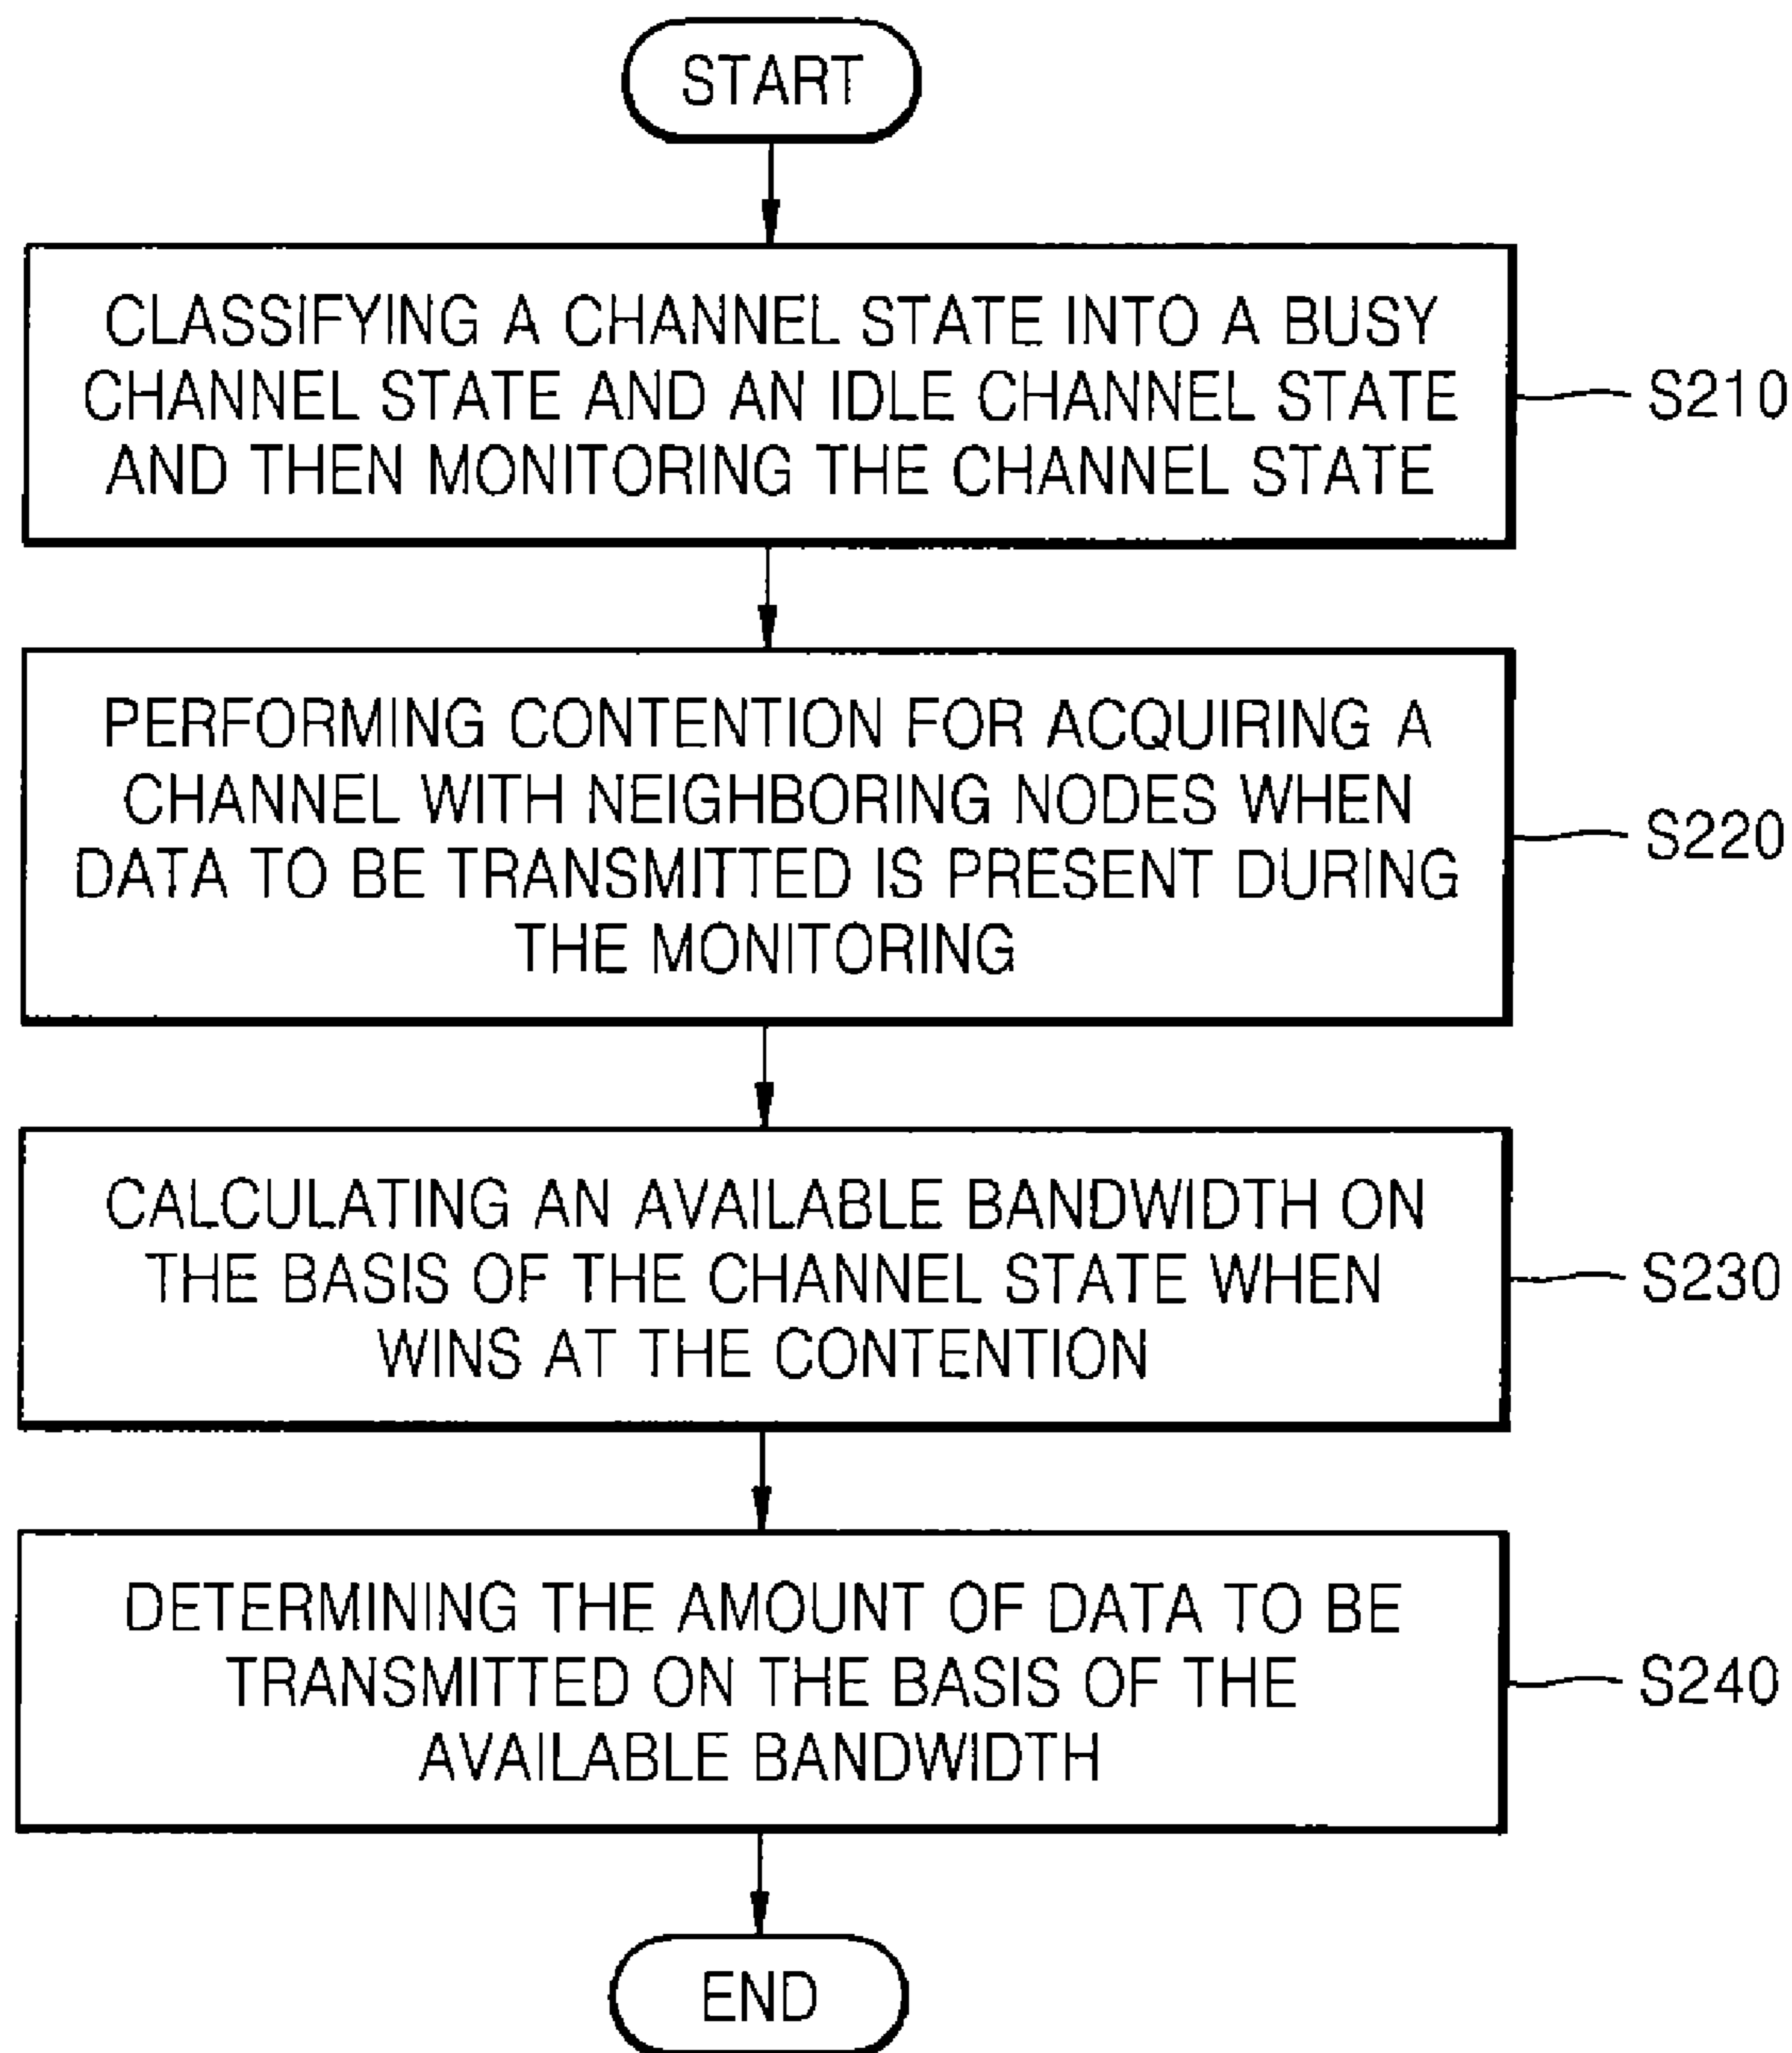 START
CLASSIFYING A CHANNEL STATE INTO A BUSY
CHANNEL STATE AND AN IDLE CHANNEL STATE
AND THEN MONITORING THE CHANNEL STATE
S210
PERFORMING CONTENTION FOR ACQUIRING A
CHANNEL WITH NEIGHBORING NODES WHEN
DATA TO BE TRANSMITTED IS PRESENT DURING
THE MONITORING
S220
CALCULATING AN AVAILABLE BANDWIDTH ON
THE BASIS OF THE CHANNEL STATE WHEN
WINS AT THE CONTENTION
S230
DETERMINING THE AMOUNT OF DATA TO BE
TRANSMITTED ON THE BASIS OF THE
AVAILABLE BANDWIDTH
S240
END